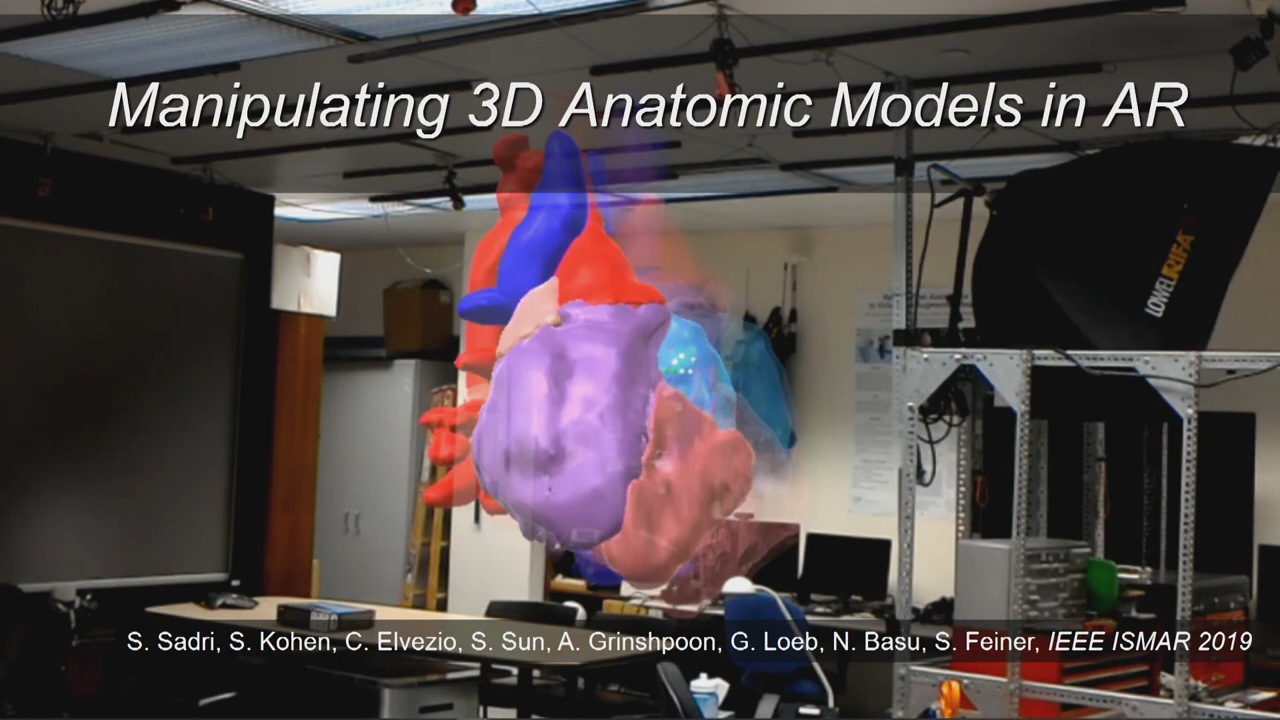 Manipulating 3D Anatomic Models in AR
LOWEL RIFA
S. Sadri, S. Kohen, C. Elvezio, S. Sun, A. Grinshpoon, G. Loeb, N. Basu, S. Feiner, IEEE ISMAR 2019